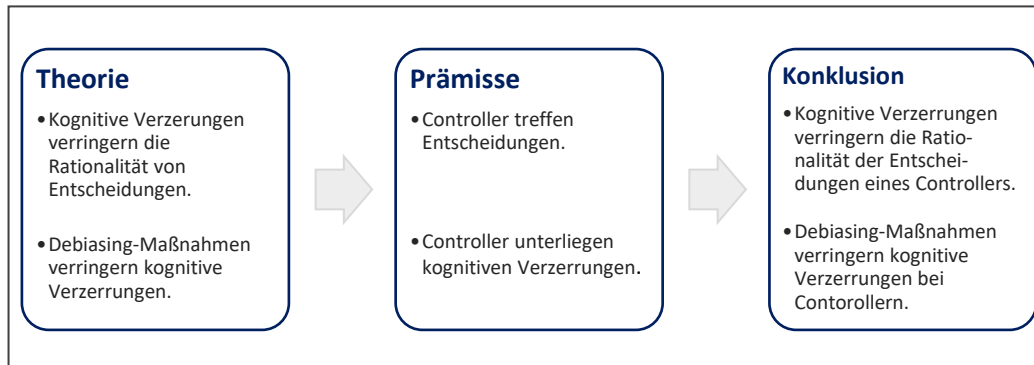 Theorie
•Kognitive Verzerungen
verringern die
Rationalität von
Entscheidungen.
•Debiasing-Maßnahmen
verringern kognitive
Verzerrungen.
Prämisse
•Controller treffen
Entscheidungen.
•Controller unterliegen
kognitiven Verzerrungen.
Konklusion
•Kognitive Verzerrungen
verringern die Ratio-
nalität der Entschei-
dungen eines Controllers.
•Debiasing-Maßnahmen
verringern kognitive
Verzerrungen bei
Contorollern.